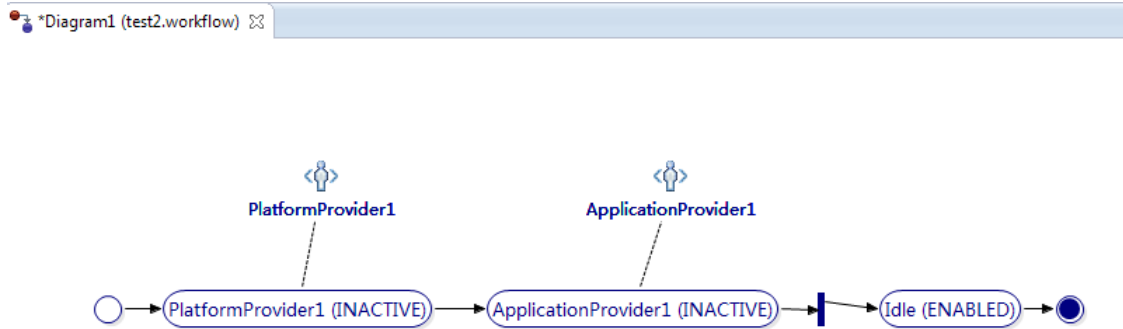 *Diagram1 (test2.workflow)
PlatformProvider1
ApplicationProvider1
PlatformProvider1 (INACTIVE)
ApplicationProvider1 (INACTIVE)
Idle (ENABLED)